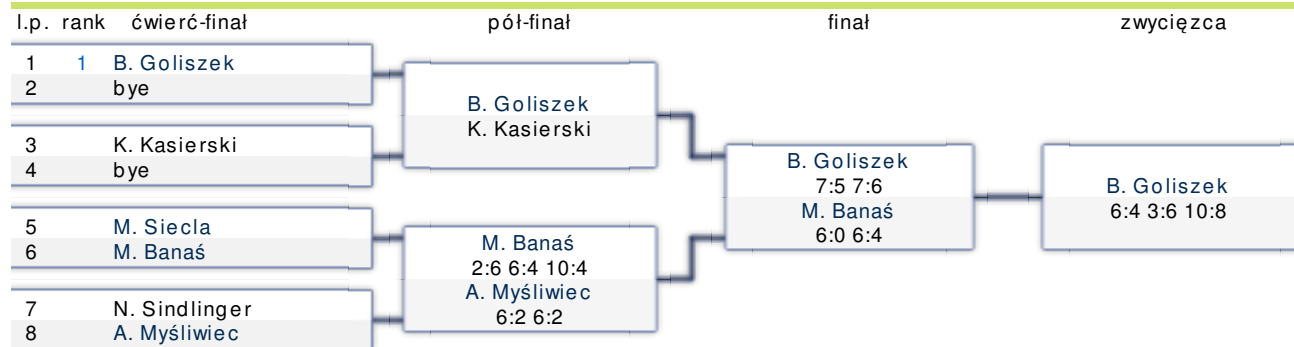 l.p. rank ćwierć-finał pół-finał finał zwycięzca
1 1 B. Goliszek
2 bye
3 K. Kasierski
4 bye
5 M. Siecla
6 M. Banaś
7 N. Sindlinger
8 A. Myśliwiec
B. Goliszek
K. Kasierski
M. Banaś
2:6 6:4 10:4
A. Myśliwiec
6:2 6:2
B. Goliszek
7:5 7:6
M. Banaś
6:0 6:4
B. Goliszek
6:4 3:6 10:8